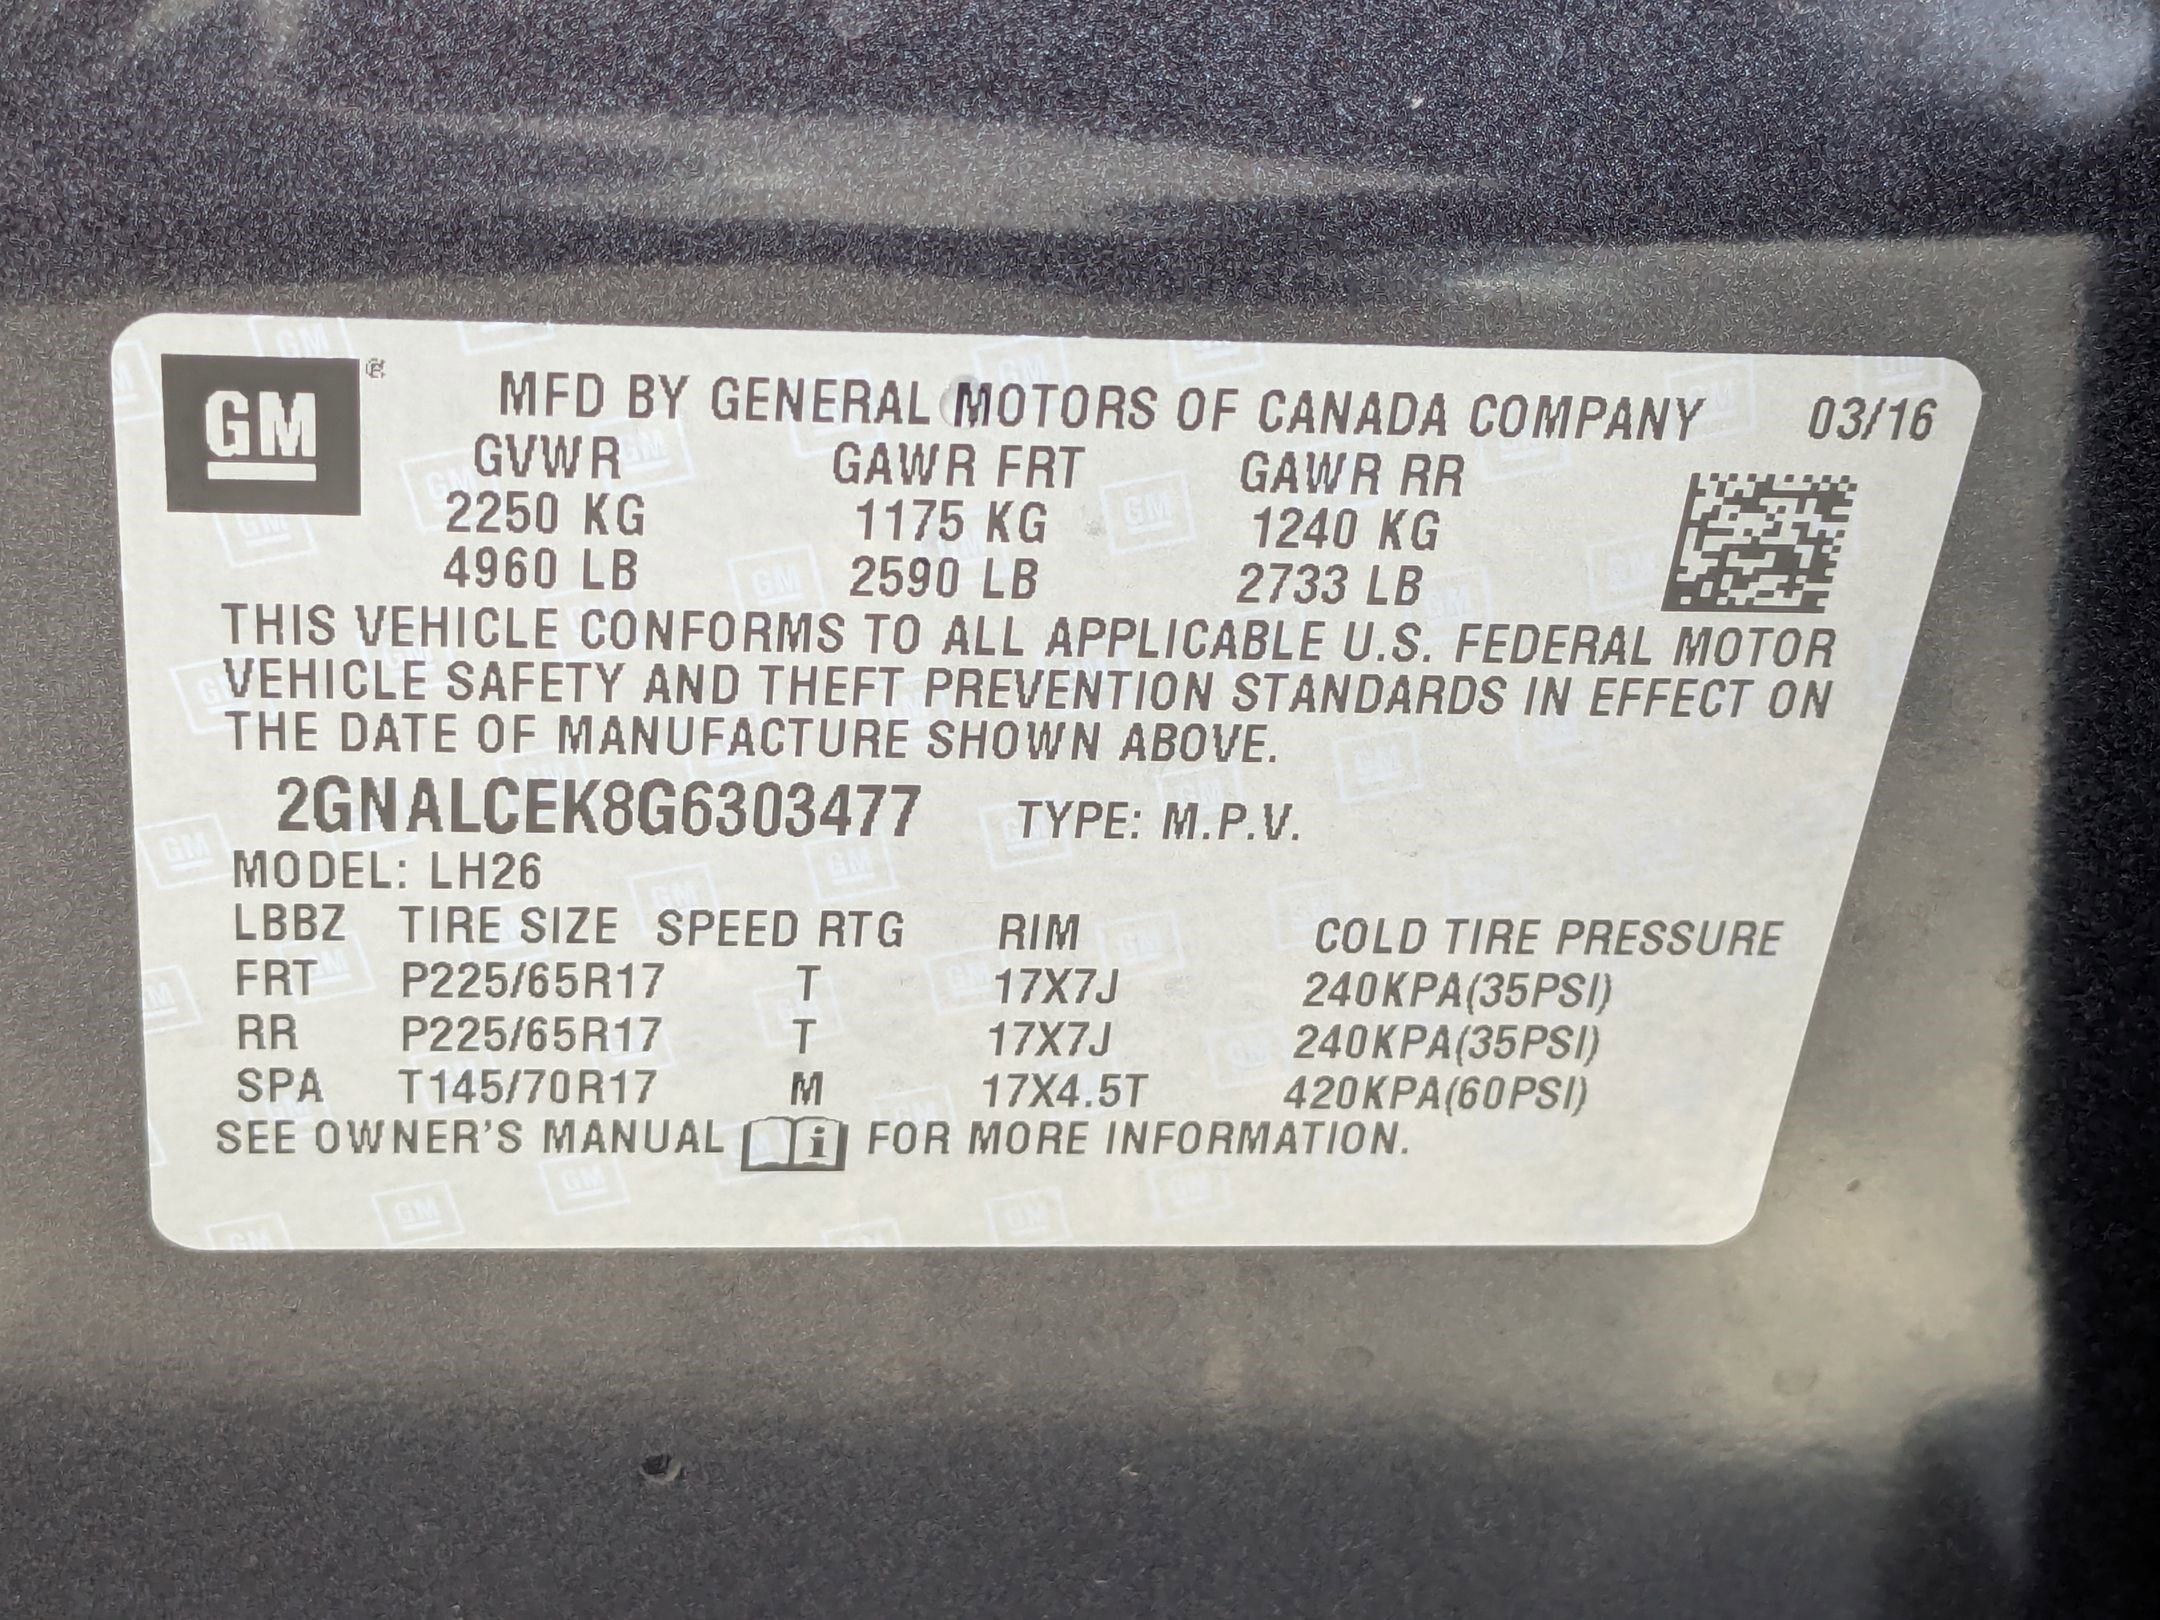 GM
MFD BY GENERAL MOTORS OF CANADA COMPANY 03/16
GVWR GAWR FRT GAWR RR
2250 KG 1175 KG 1240 KG
4960 LB 2590 LB 2733 LB
THIS VEHICLE CONFORMS TO ALL APPLICABLE U.S. FEDERAL MOTOR
VEHICLE SAFETY AND THEFT PREVENTION STANDARDS IN EFFECT ON
THE DATE OF MANUFACTURE SHOWN ABOVE.
2GNALCEK8G6303477 TYPE: M.P.V.
MODEL: LH26
LBBZ TIRE SIZE SPEED RTG RIM COLD TIRE PRESSURE
FRT P225/65R17 T 17X7J 240KPA(35PSI)
RR P225/65R17 T 17X7J 240KPA(35PSI)
SPA T145/70R17 M 17X4.5T 420KPA(60PSI)
SEE OWNER'S MANUAL i FOR MORE INFORMATION.